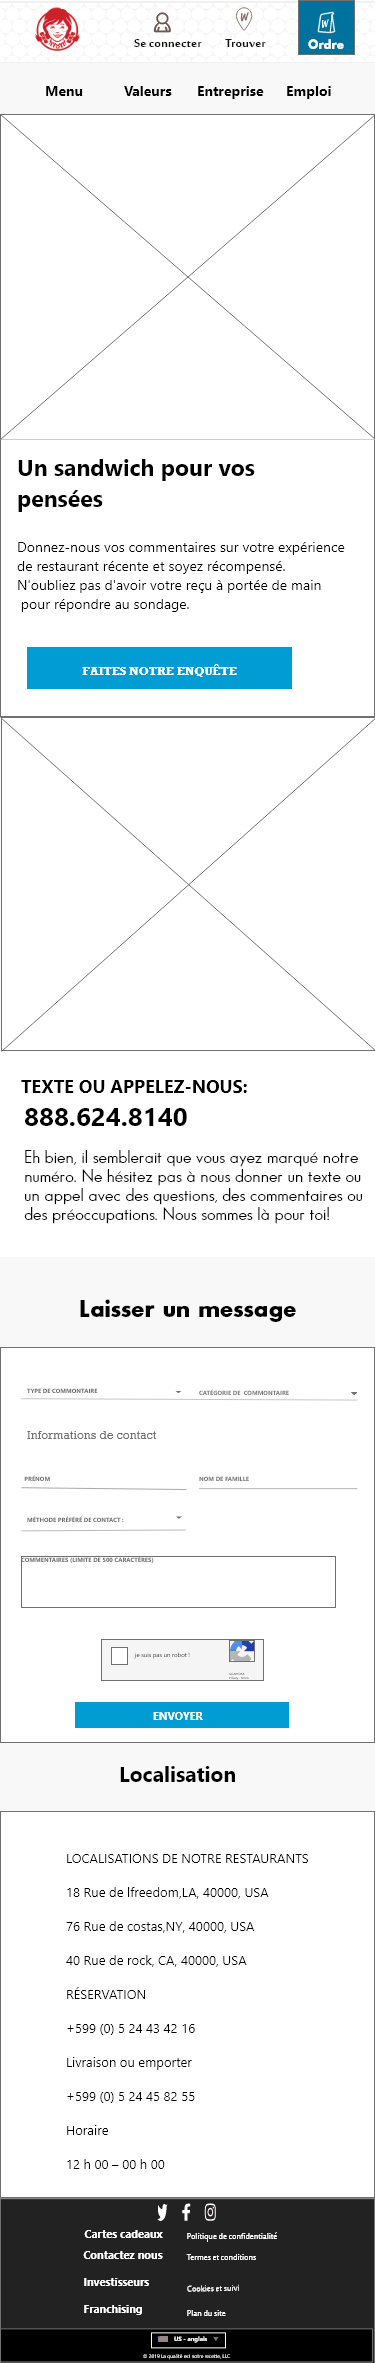 Se connecter Trouver Ordre
Menu Valeurs Entreprise Emploi
Un sandwich pour vos
pensées
Donnez-nous vos commentaires sur votre expérience
de restaurant récente et soyez récompensé.
N'oubliez pas d'avoir votre reçu à portée de main
pour répondre au sondage.
FAITES NOTRE ENQUÊTE
TEXTE OU APPELEZ-NOUS:
888.624.8140
Eh bien, il semblerait que vous ayez marqué notre
numéro. Ne hésitez pas à nous donner un texte ou
un appel avec des questions, des commentaires ou
des préoccupations. Nous sommes là pour toi!
Laisser un message
TYPE DE COMMONTAIRE CATÉGORIE DE COMMONTAIRE
Informations de contact
PRÉNOM NOM DE FAMILLE
MÉTHODE PRÉFÉRÉ DE CONTACT :
COMMENTAIRES (LIMITE DE 500 CARACTÈRES)
je suis pas un robot !
ENVOYER
Localisation
LOCALISATIONS DE NOTRE RESTAURANTS
18 Rue de lfreedom,LA, 40000, USA
76 Rue de costas,NY, 40000, USA
40 Rue de rock, CA, 40000, USA
RÉSERVATION
+599 (0) 5 24 43 42 16
Livraison ou emporter
+599 (0) 5 24 45 82 55
Horaire
12 h 00 – 00 h 00
Cartes cadeaux Politique de confidentialité
Contactez nous Termes et conditions
Investisseurs Cookies et suivi
Franchising Plan du site
US - anglais
© 2019 La qualité est notre recette, LLC